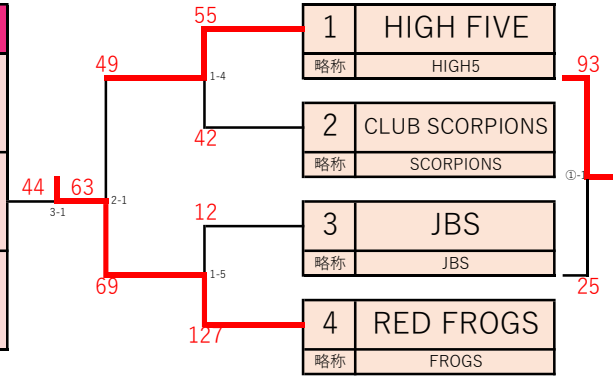 55
1 HIGH FIVE
49
略称 HIGH5
93
1-4
2 CLUB SCORPIONS
42
略称 SCORPIONS
①-1
44 63
2-1
3-1
12
3 JBS
略称 JBS
1-5
69
25
127
4 RED FROGS
略称 FROGS